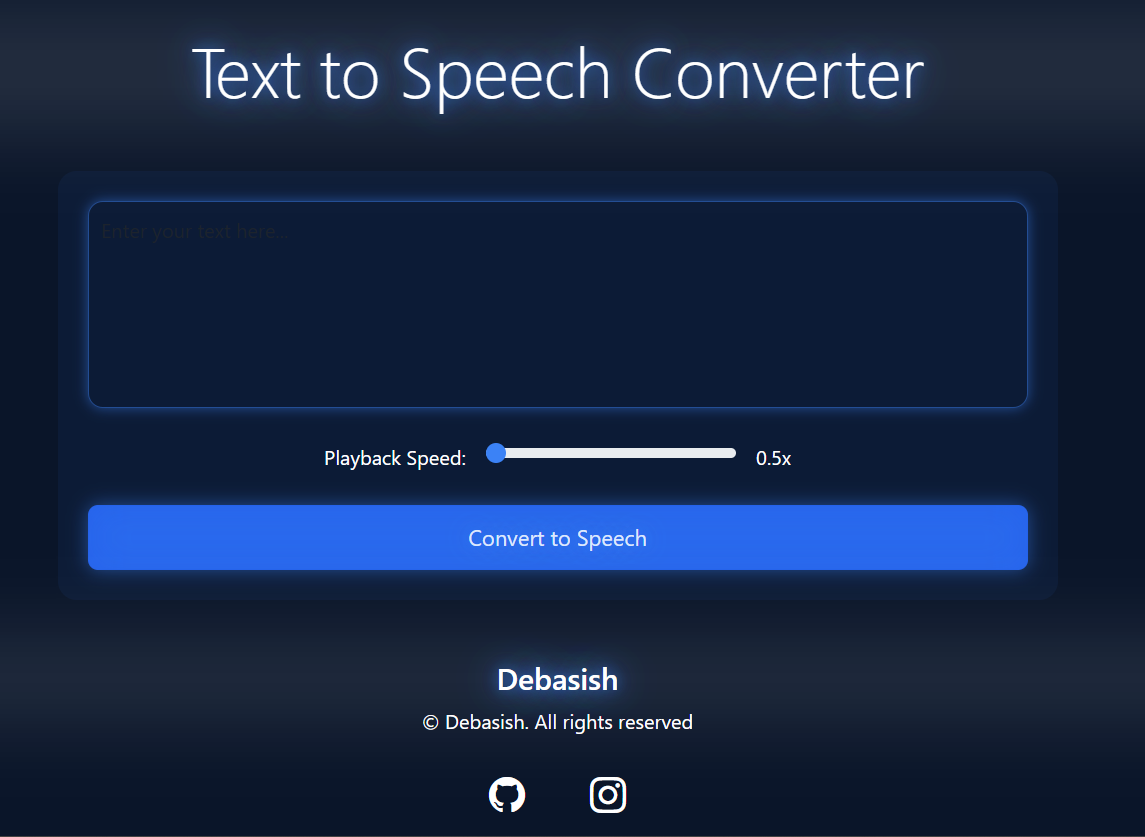 Text to Speech Converter
Enter your text here...
Playback Speed: 0.5x
Convert to Speech
Debasish
© Debasish. All rights reserved